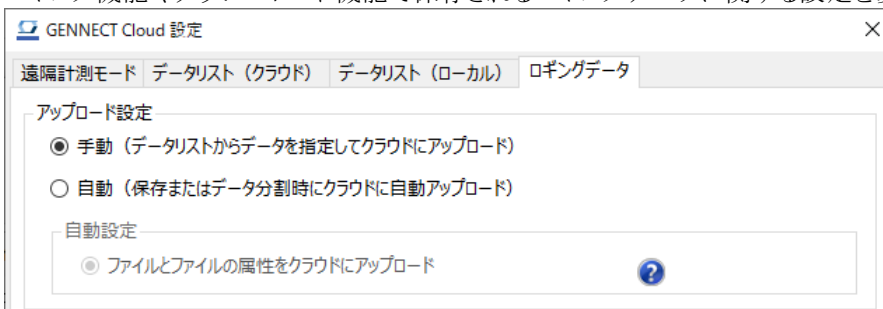 GENNECT Cloud 設定
遠隔計測モード データリスト（クラウド） データリスト（ローカル） ロギングデータ
アップロード設定
手動（データリストからデータを指定してクラウドにアップロード）
自動（保存またはデータ分割時にクラウドに自動アップロード）
自動設定
ファイルとファイルの属性をクラウドにアップロード
?